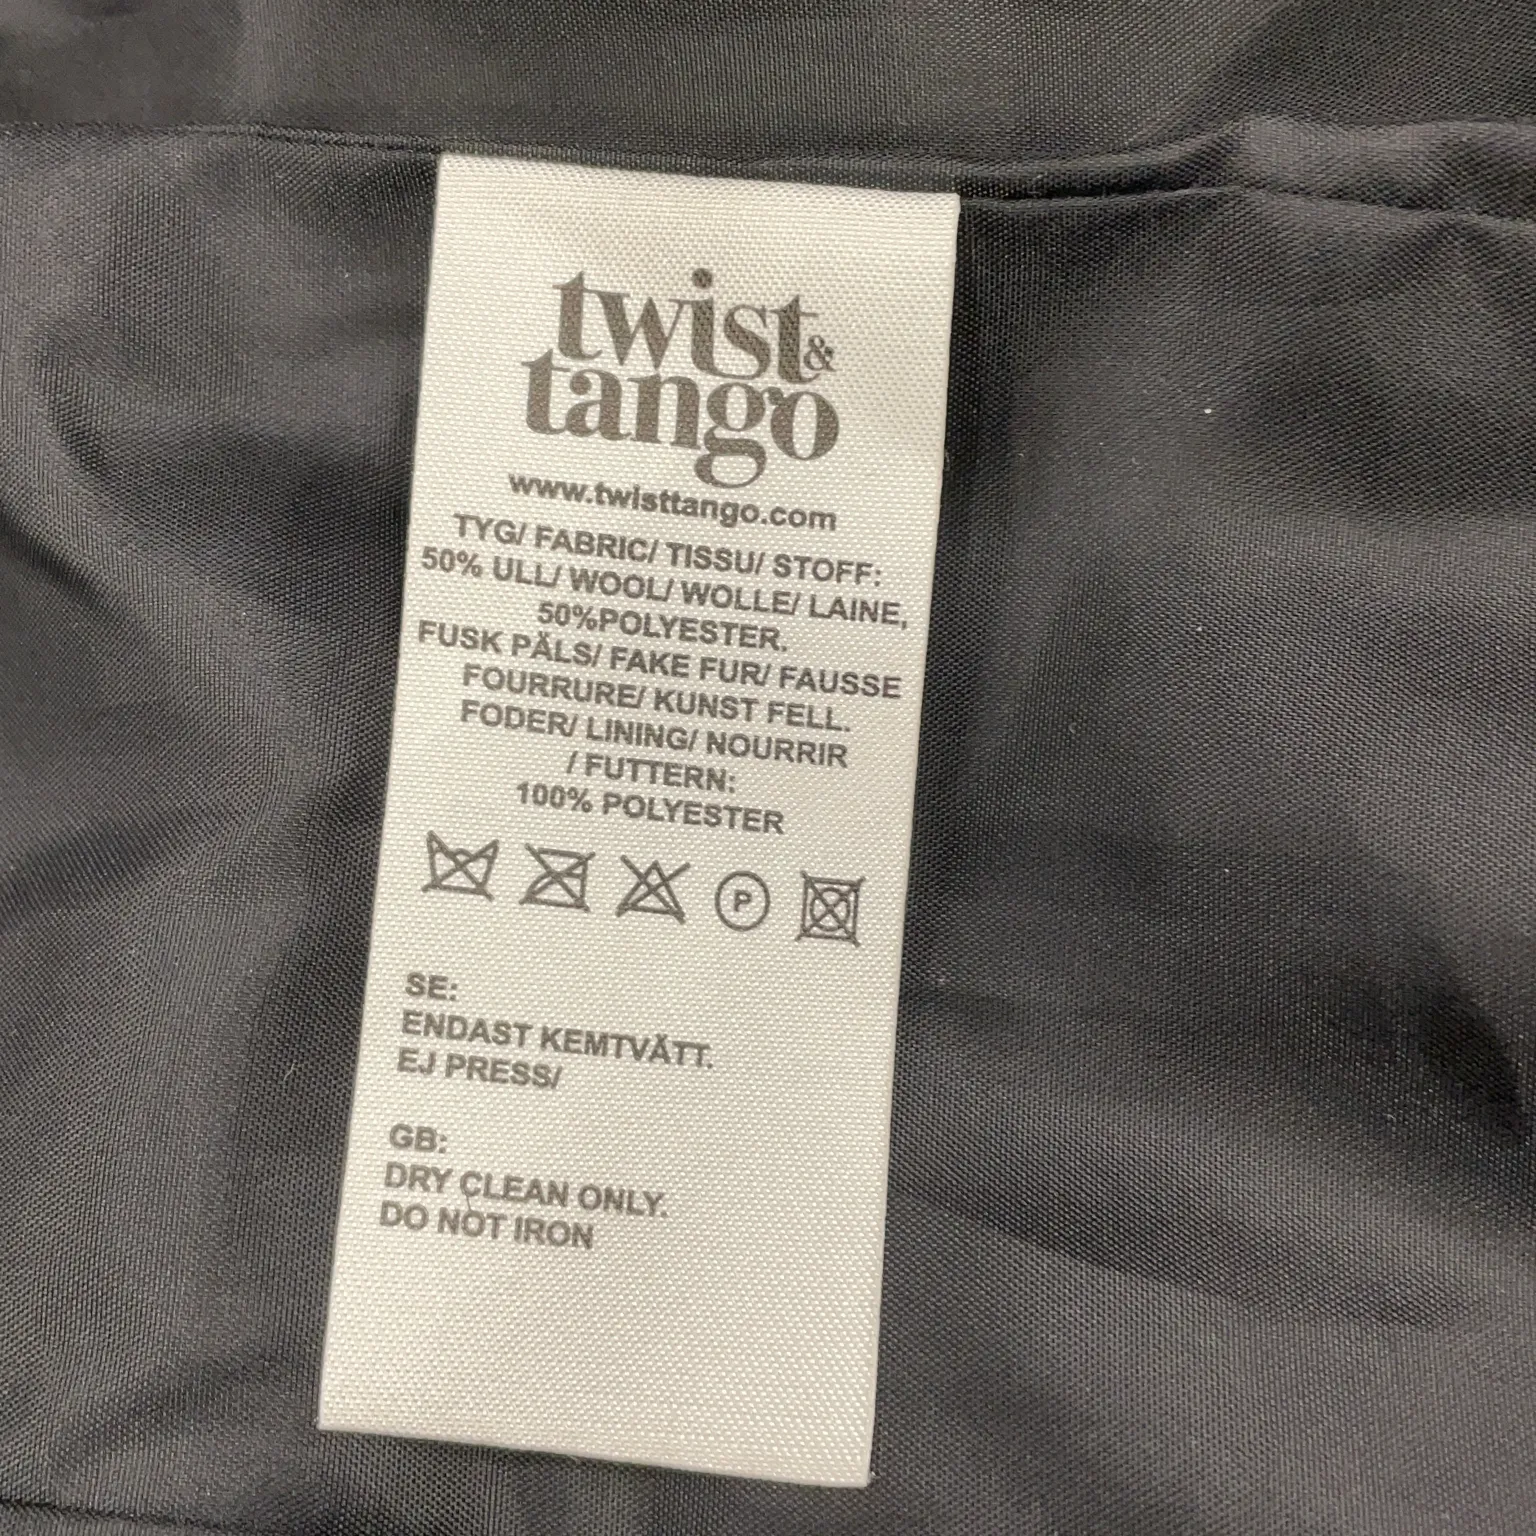 twist&
tango
www.twisttango.com
TYG/ FABRIC/ TISSU/ STOFF:
50% ULL/ WOOL/ WOLLE/ LAINE,
50%POLYESTER.
FUSK PÄLS/ FAKE FUR/ FAUSSE
FOURRURE/ KUNST FELL.
FODER/ LINING/ NOURRIR
/ FUTTERN:
100% POLYESTER
P
SE:
ENDAST KEMTVÄTT.
EJ PRESS/
GB:
DRY CLEAN ONLY.
DO NOT IRON